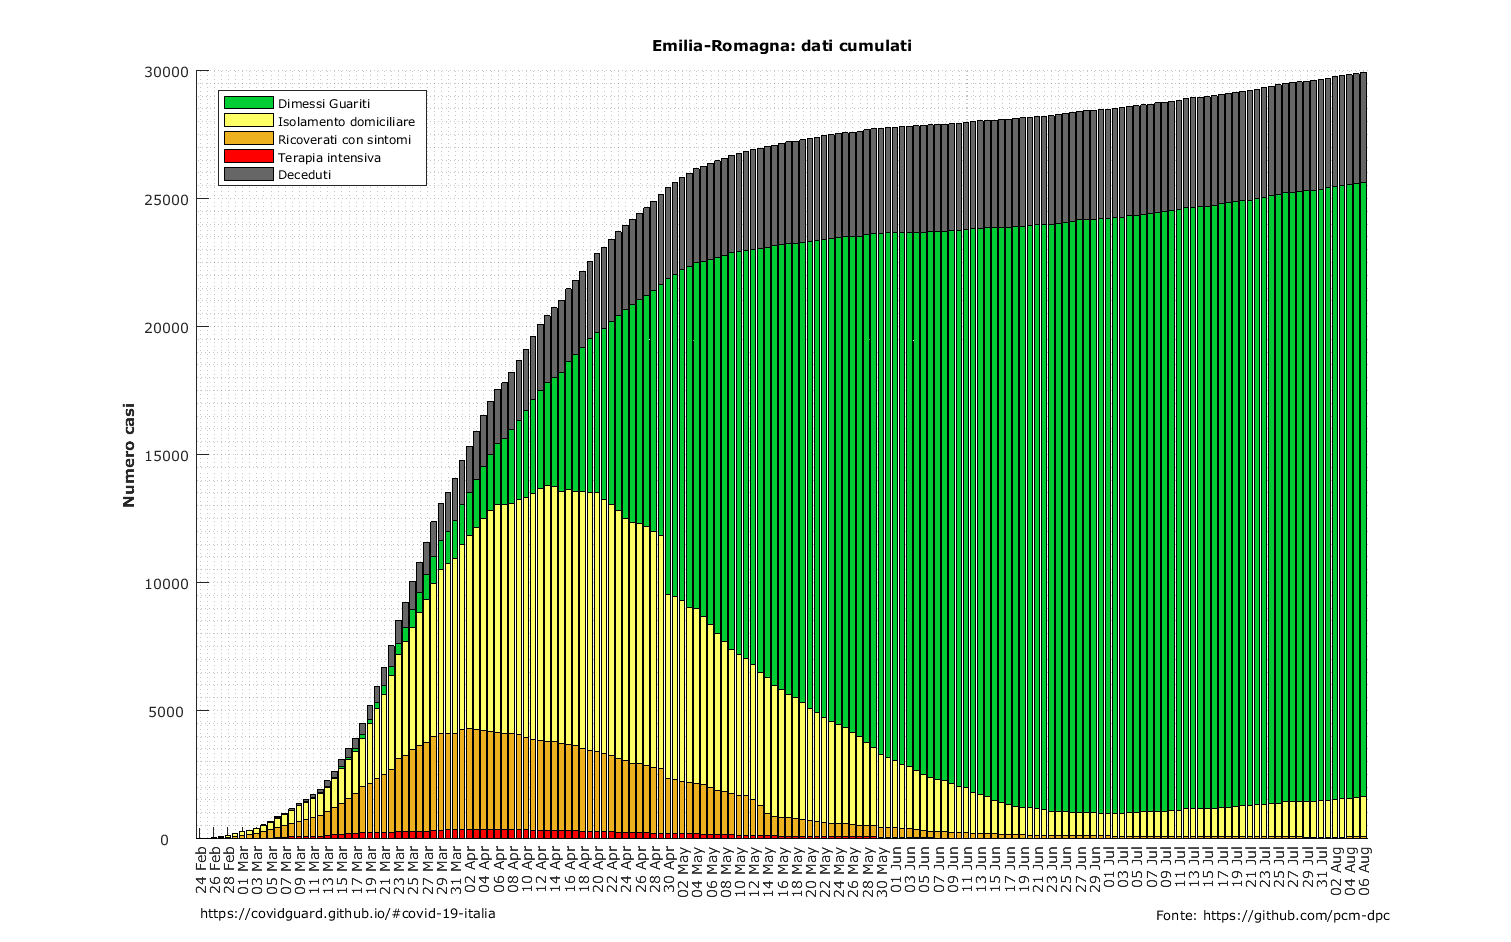 Emilia-Romagna: dati cumulati
30000
25000
20000
15000
10000
5000
0
Numero casi
Dimessi Guariti
Isolamento domiciliare
Ricoverati con sintomi
Terapia intensiva
Deceduti
24 Feb
26 Feb
28 Feb
01 Mar
03 Mar
05 Mar
07 Mar
09 Mar
11 Mar
13 Mar
15 Mar
17 Mar
19 Mar
21 Mar
23 Mar
25 Mar
27 Mar
29 Mar
31 Mar
02 Apr
04 Apr
06 Apr
08 Apr
10 Apr
12 Apr
14 Apr
16 Apr
18 Apr
20 Apr
22 Apr
24 Apr
26 Apr
28 Apr
30 Apr
02 May
04 May
06 May
08 May
10 May
12 May
14 May
16 May
18 May
20 May
22 May
24 May
26 May
28 May
30 May
01 Jun
03 Jun
05 Jun
07 Jun
09 Jun
11 Jun
13 Jun
15 Jun
17 Jun
19 Jun
21 Jun
23 Jun
25 Jun
27 Jun
29 Jun
01 Jul
03 Jul
05 Jul
07 Jul
09 Jul
11 Jul
13 Jul
15 Jul
17 Jul
19 Jul
21 Jul
23 Jul
25 Jul
27 Jul
29 Jul
31 Jul
02 Aug
04 Aug
06 Aug
https://covidguard.github.io/#covid-19-italia
Fonte: https://github.com/pcm-dpc